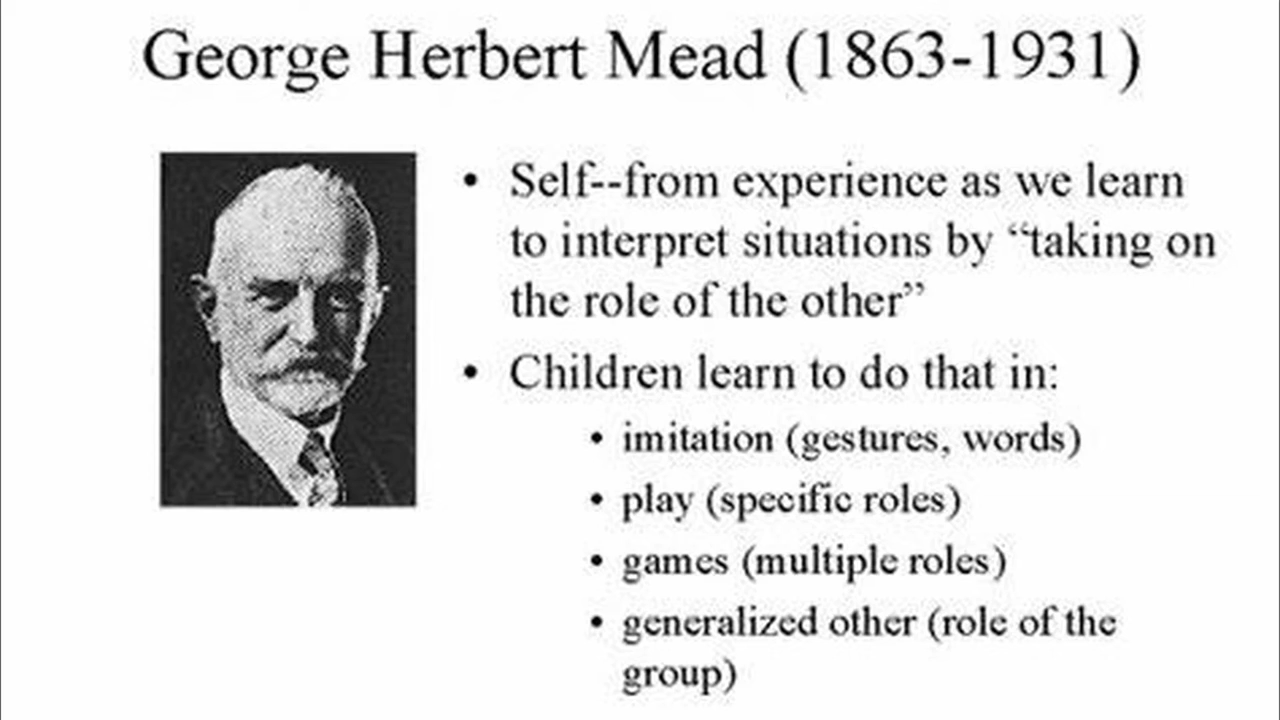 George Herbert Mead (1863-1931)
• Self--from experience as we learn
to interpret situations by “taking on
the role of the other”
• Children learn to do that in:
• imitation (gestures, words)
• play (specific roles)
• games (multiple roles)
• generalized other (role of the
group)